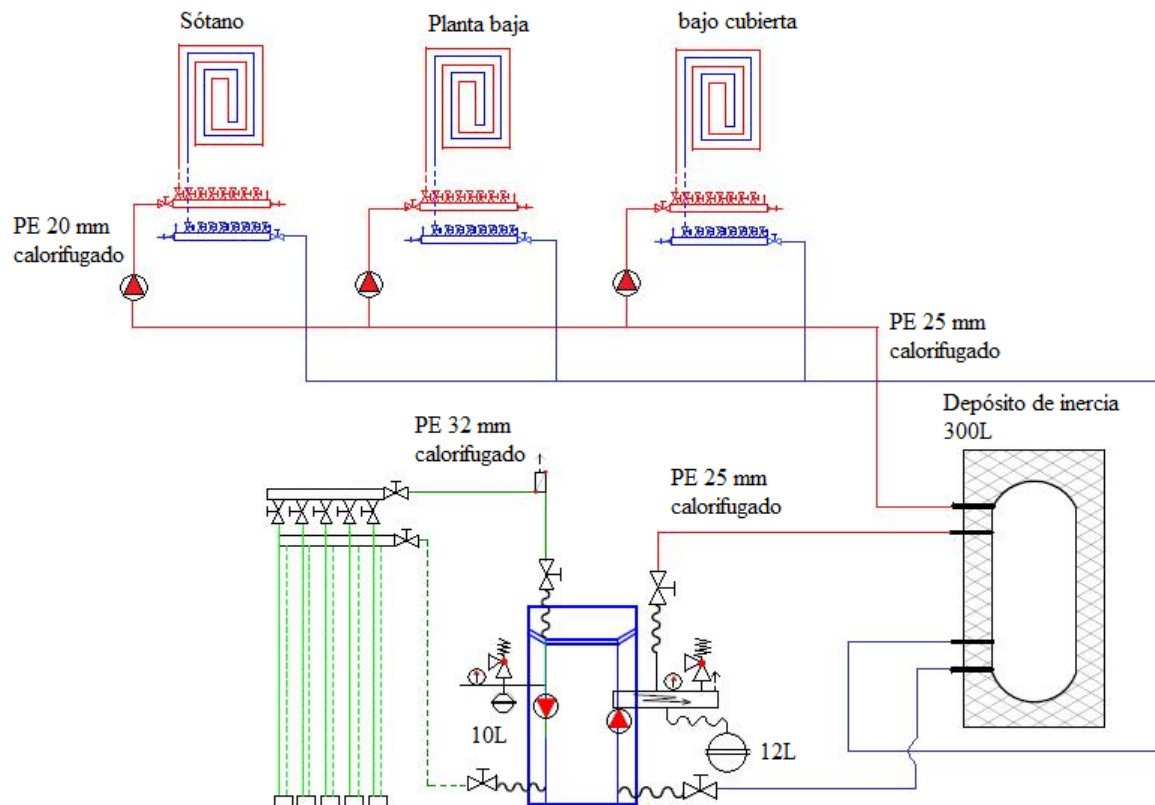 Sótano
Planta baja
bajo cubierta
PE 20 mm
calorifugado
PE 25 mm
calorifugado
Depósito de inercia
300L
PE 32 mm
calorifugado
PE 25 mm
calorifugado
10L
12L